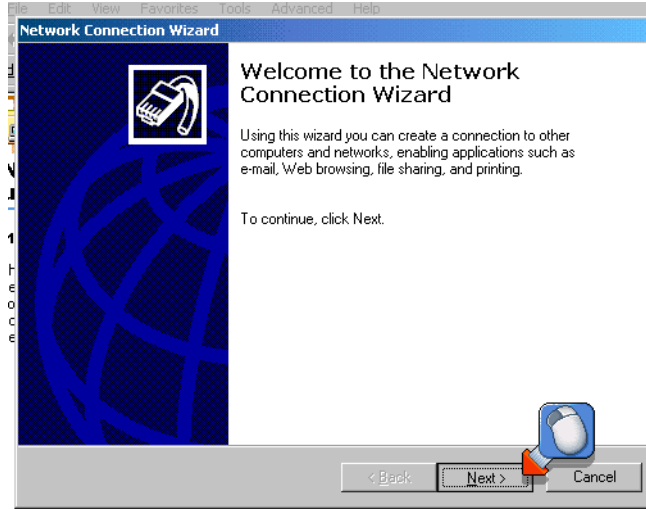 File Edit View Favorites Tools Advanced Help
Network Connection Wizard
Welcome to the Network
Connection Wizard
Using this wizard you can create a connection to other
computers and networks, enabling applications such as
e-mail, Web browsing, file sharing, and printing.
To continue, click Next.
< Back Next > Cancel